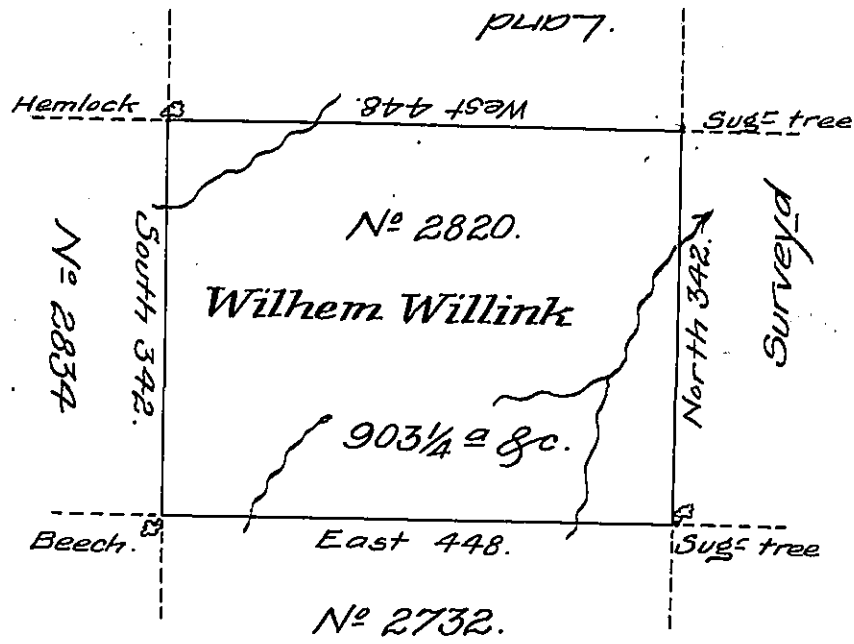 Land.
Hemlock
West 448.
Sug= tree
Nº 2834
South 342.
Nº 2820.
Wilhem Willink
903¼ a &c.
North 342.
Survey'd
Beech.
East 448.
Sug= tree
Nº 2732.